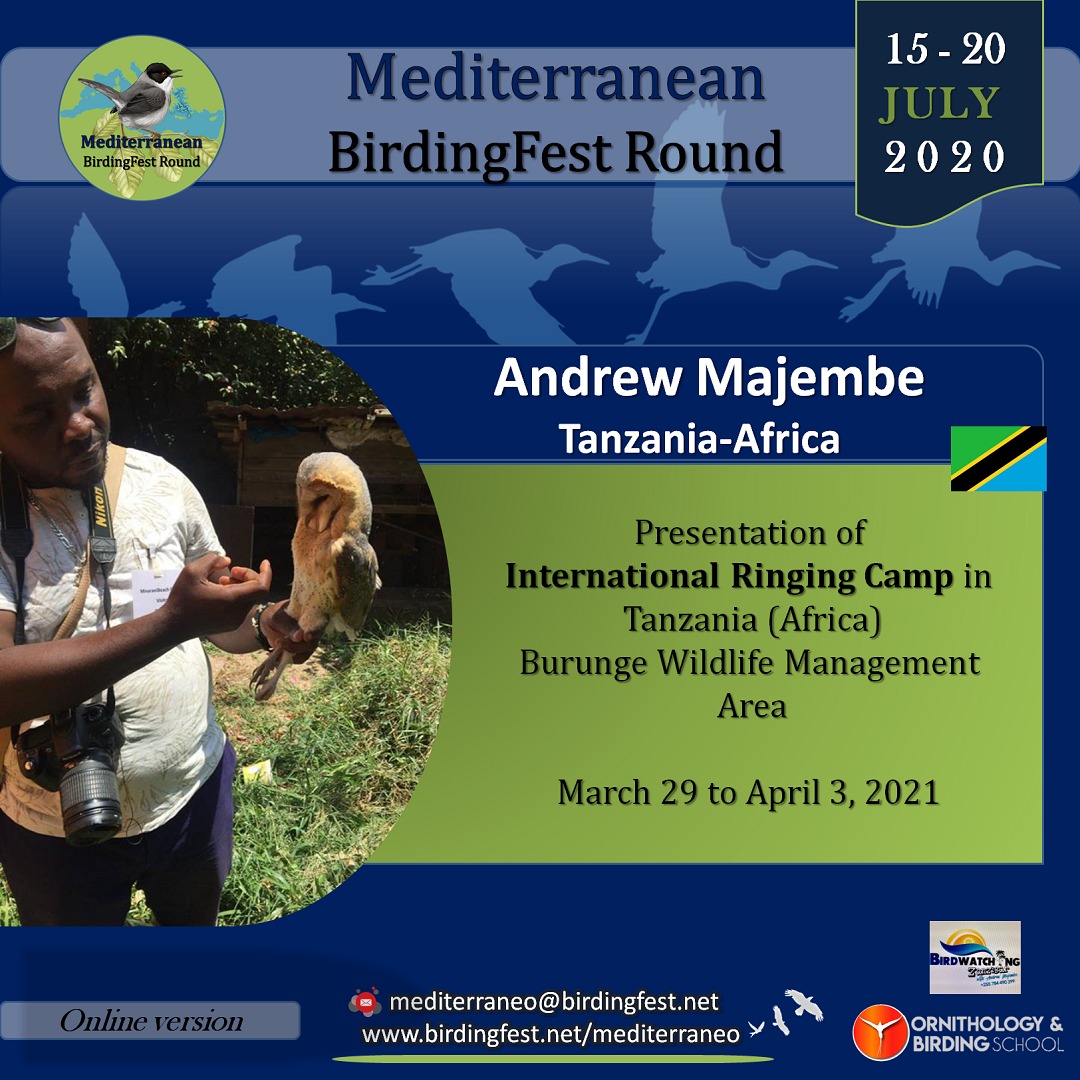 Mediterranean
BirdingFest Round
15 - 20
JULY
2020
Mediterranean
BirdingFest Round
Andrew Majembe
Tanzania-Africa
Nikon
Presentation of
International Ringing Camp in
Tanzania (Africa)
Burunge Wildlife Management
Area
March 29 to April 3, 2021
BIRDWATCHING
Zanzibar
Online version
mediterraneo@birdingfest.net
www.birdingfest.net/mediterraneo
ORNITHOLOGY &
BIRDING SCHOOL